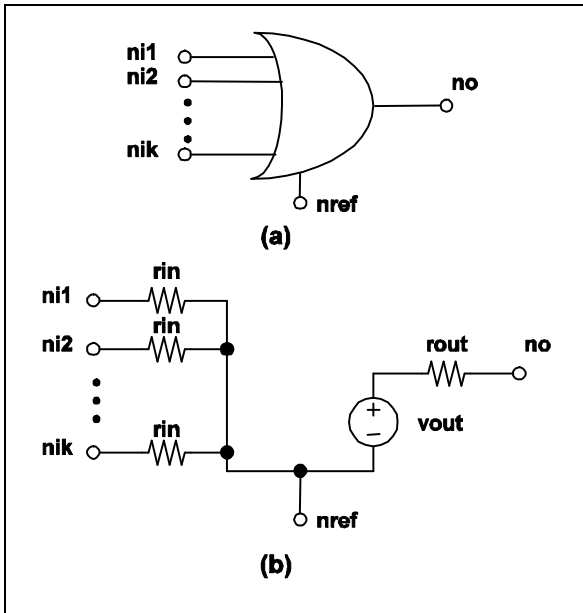 ni1
ni2
no
nik
nref
(a)
rin
ni1
rin
ni2
rout
no
+
rin
vout
−
nik
nref
(b)